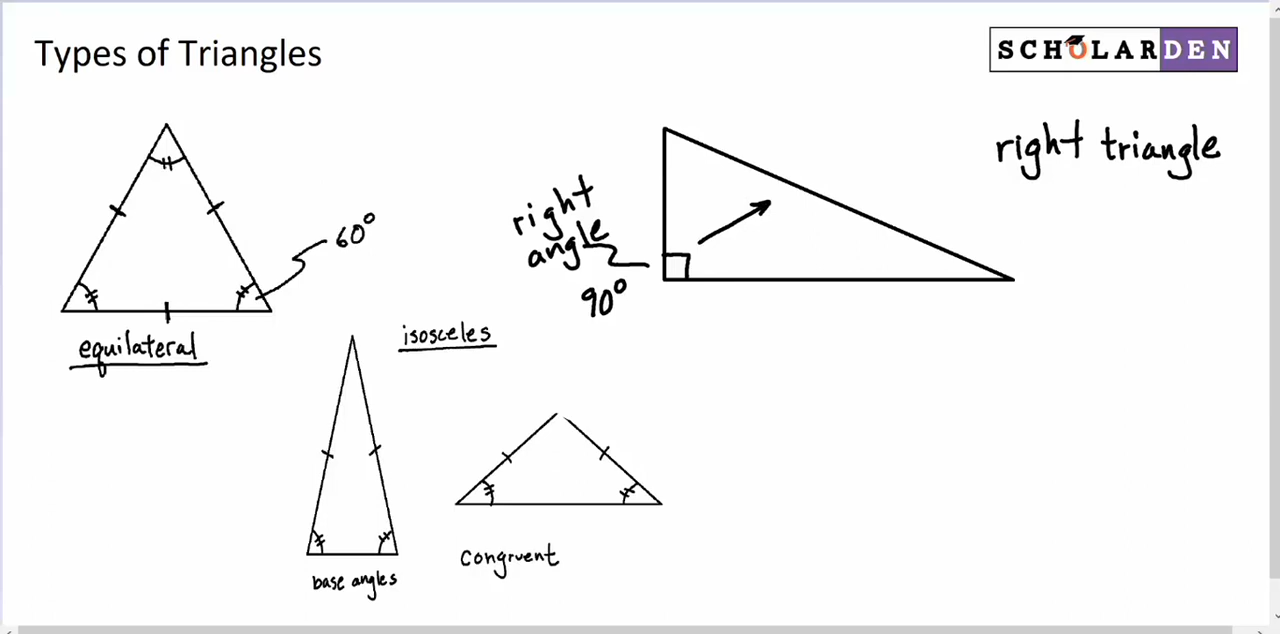 Types of Triangles
SCHOLARDEN
right triangle
60°
right
angle
90°
equilateral
isosceles
base angles
congruent